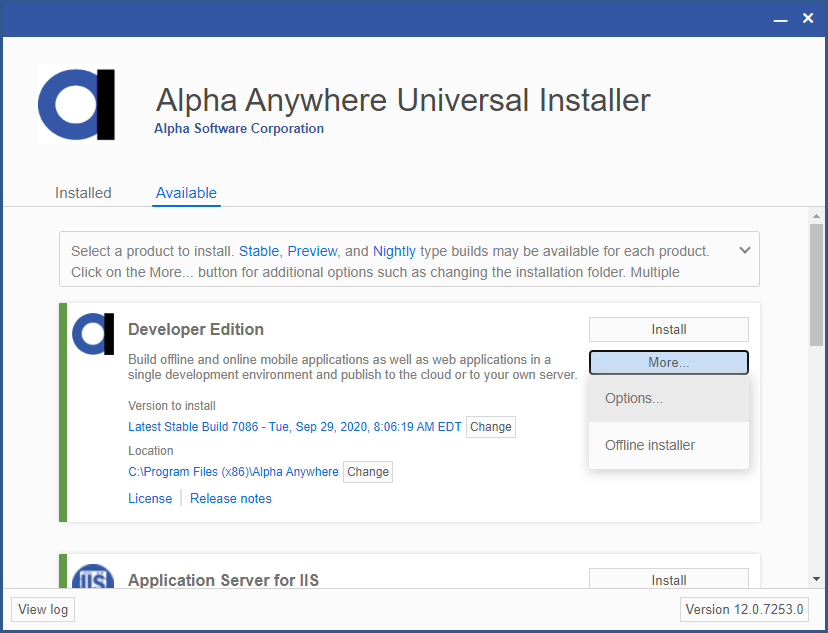 Alpha Anywhere Universal Installer
Alpha Software Corporation
Installed
Available
Select a product to install. Stable, Preview, and Nightly type builds may be available for each product.
Click on the More... button for additional options such as changing the installation folder. Multiple
Developer Edition
Install
Build offline and online mobile applications as well as web applications in a
single development environment and publish to the cloud or to your own server.
More...
Options...
Offline installer
Version to install
Latest Stable Build 7086 - Tue, Sep 29, 2020, 8:06:19 AM EDT Change
Location
C:\Program Files (x86)\Alpha Anywhere Change
License Release notes
IIS
Application Server for IIS
Install
View log
Version 12.0.7253.0